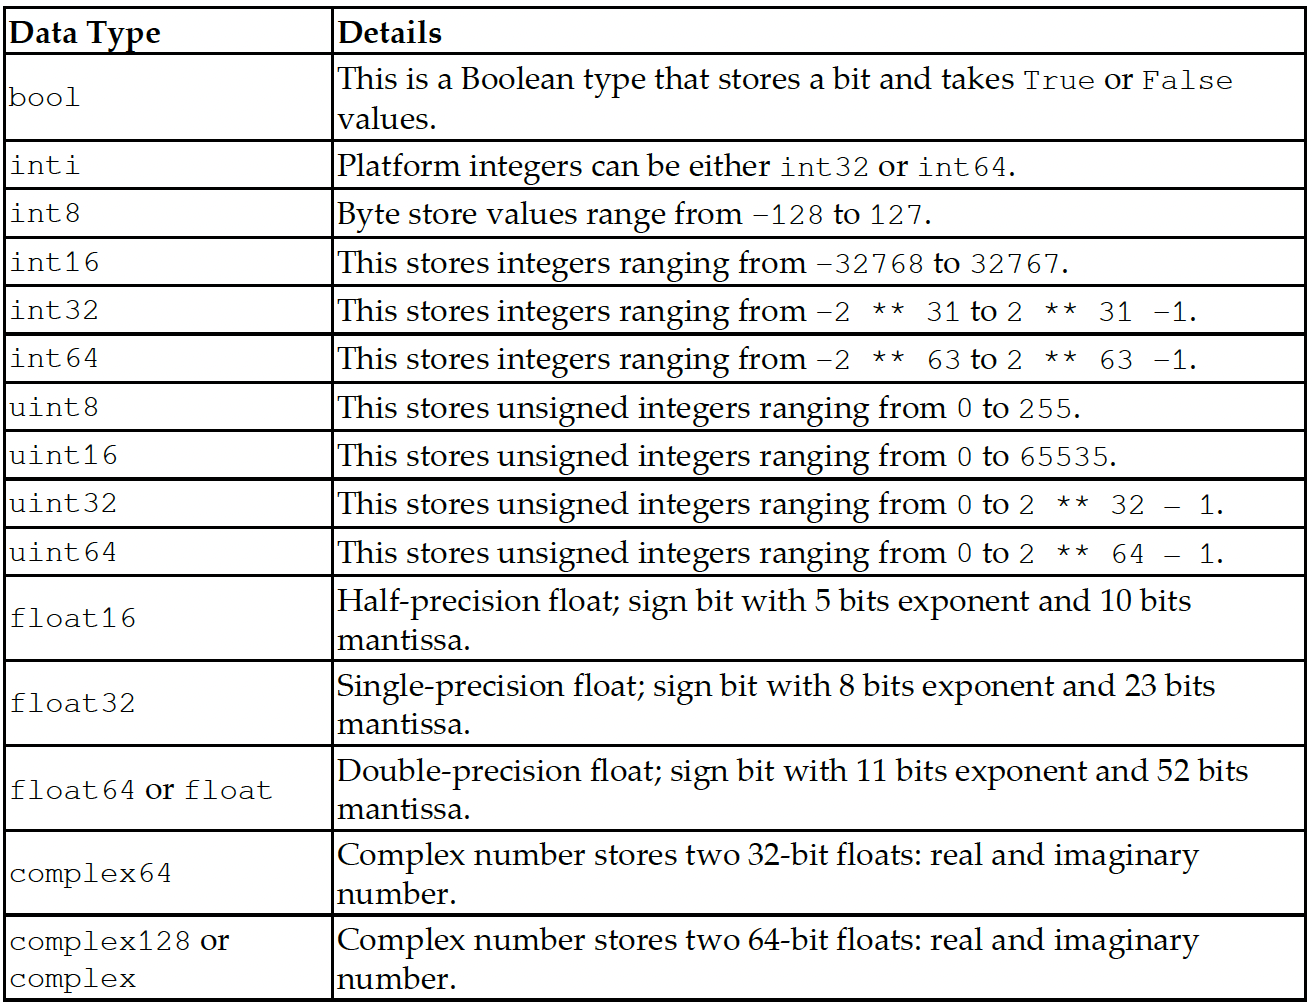 Data Type Details
bool This is a Boolean type that stores a bit and takes True or False
values.
inti Platform integers can be either int32 or int64.
int8 Byte store values range from -128 to 127.
int16 This stores integers ranging from -32768 to 32767.
int32 This stores integers ranging from -2 ** 31 to 2 ** 31 -1.
int64 This stores integers ranging from -2 ** 63 to 2 ** 63 -1.
uint8 This stores unsigned integers ranging from 0 to 255.
uint16 This stores unsigned integers ranging from 0 to 65535.
uint32 This stores unsigned integers ranging from 0 to 2 ** 32 – 1.
uint64 This stores unsigned integers ranging from 0 to 2 ** 64 – 1.
float16 Half-precision float; sign bit with 5 bits exponent and 10 bits
mantissa.
float32 Single-precision float; sign bit with 8 bits exponent and 23 bits
mantissa.
float64 or float Double-precision float; sign bit with 11 bits exponent and 52 bits
mantissa.
complex64 Complex number stores two 32-bit floats: real and imaginary
number.
complex128 or Complex number stores two 64-bit floats: real and imaginary
complex number.